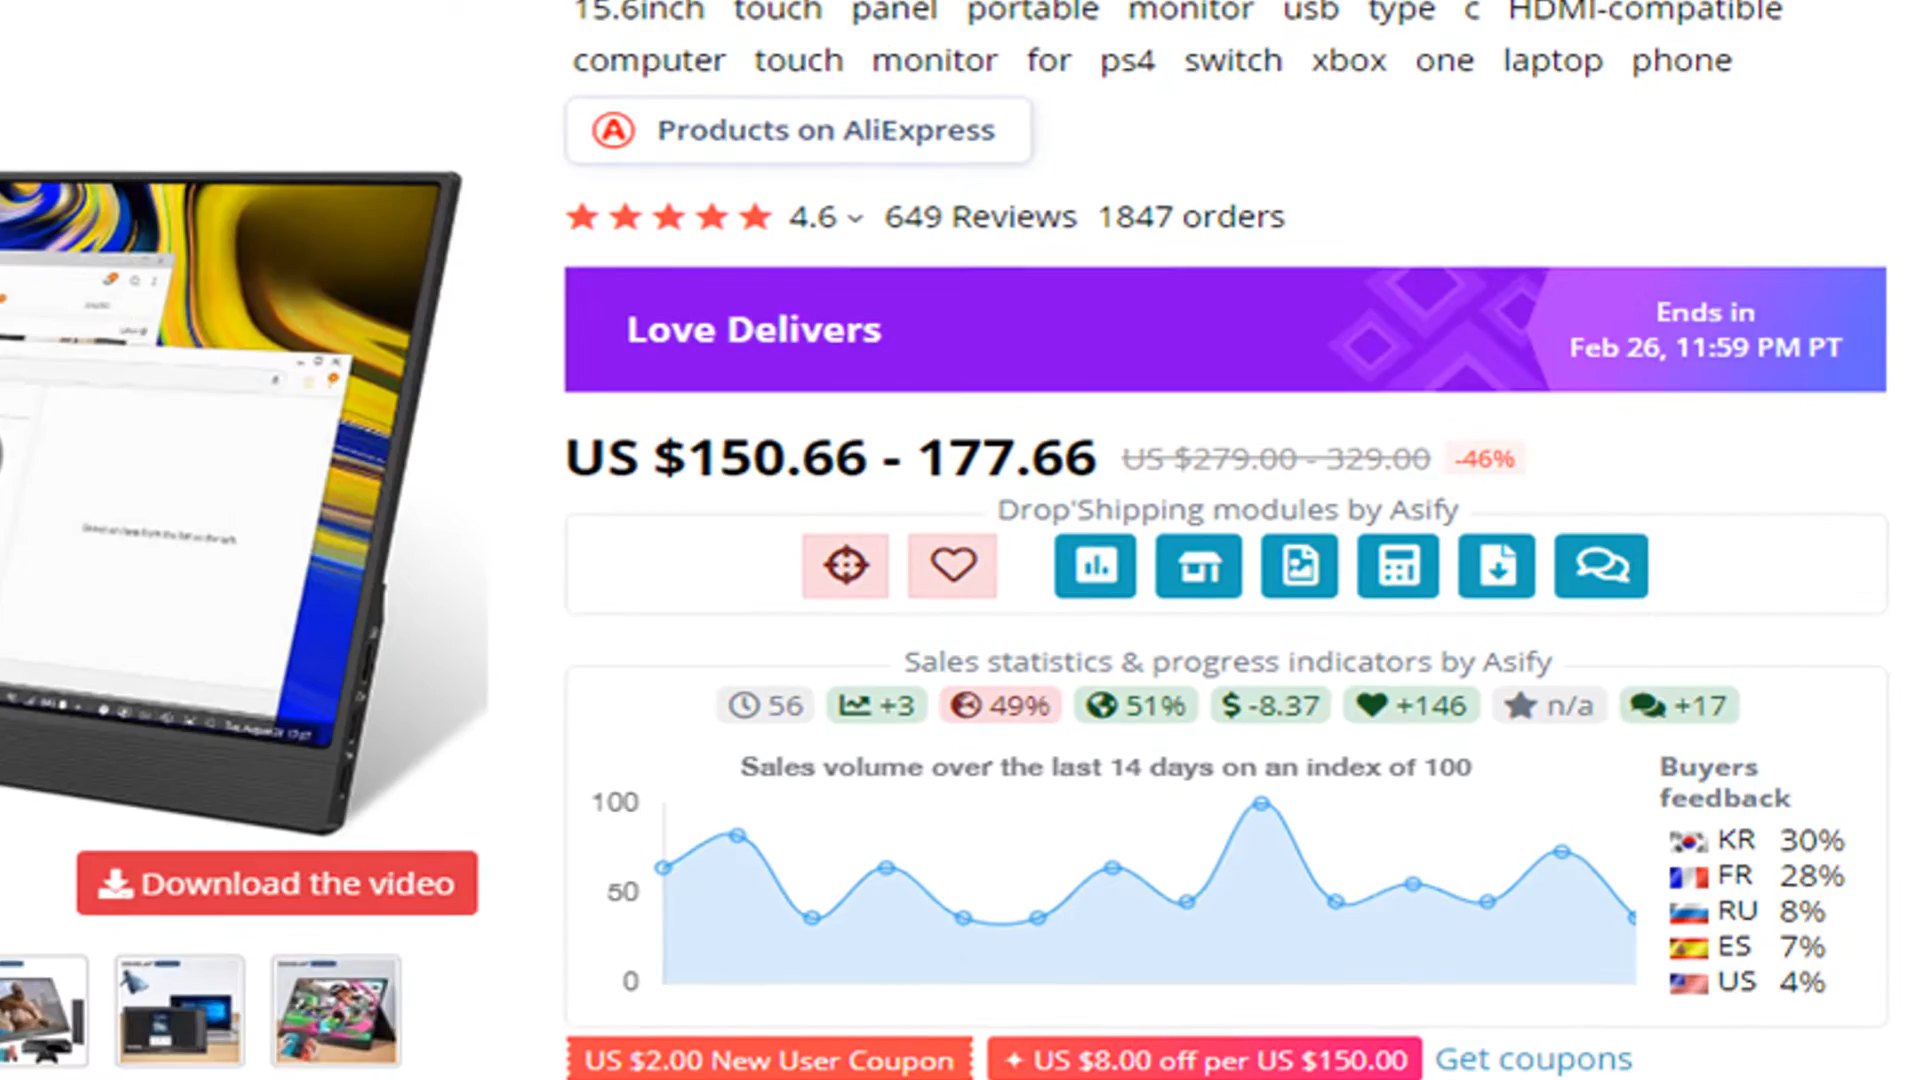 15.6inch touch panel portable monitor usb type c HDMI-compatible
computer touch monitor for ps4 switch xbox one laptop phone
Products on AliExpress
4.6 649 Reviews 1847 orders
Love Delivers
Ends in
Feb 26, 11:59 PM PT
US $150.66 - 177.66 US $279.00 - 329.00 -46%
Drop'Shipping modules by Asify
Sales statistics & progress indicators by Asify
56 +3 49% 51% $ -8.37 +146 n/a +17
Sales volume over the last 14 days on an index of 100
Buyers
feedback
100
50
0
KR 30%
FR 28%
RU 8%
ES 7%
US 4%
Download the video
US $2.00 New User Coupon
US $8.00 off per US $150.00
Get coupons